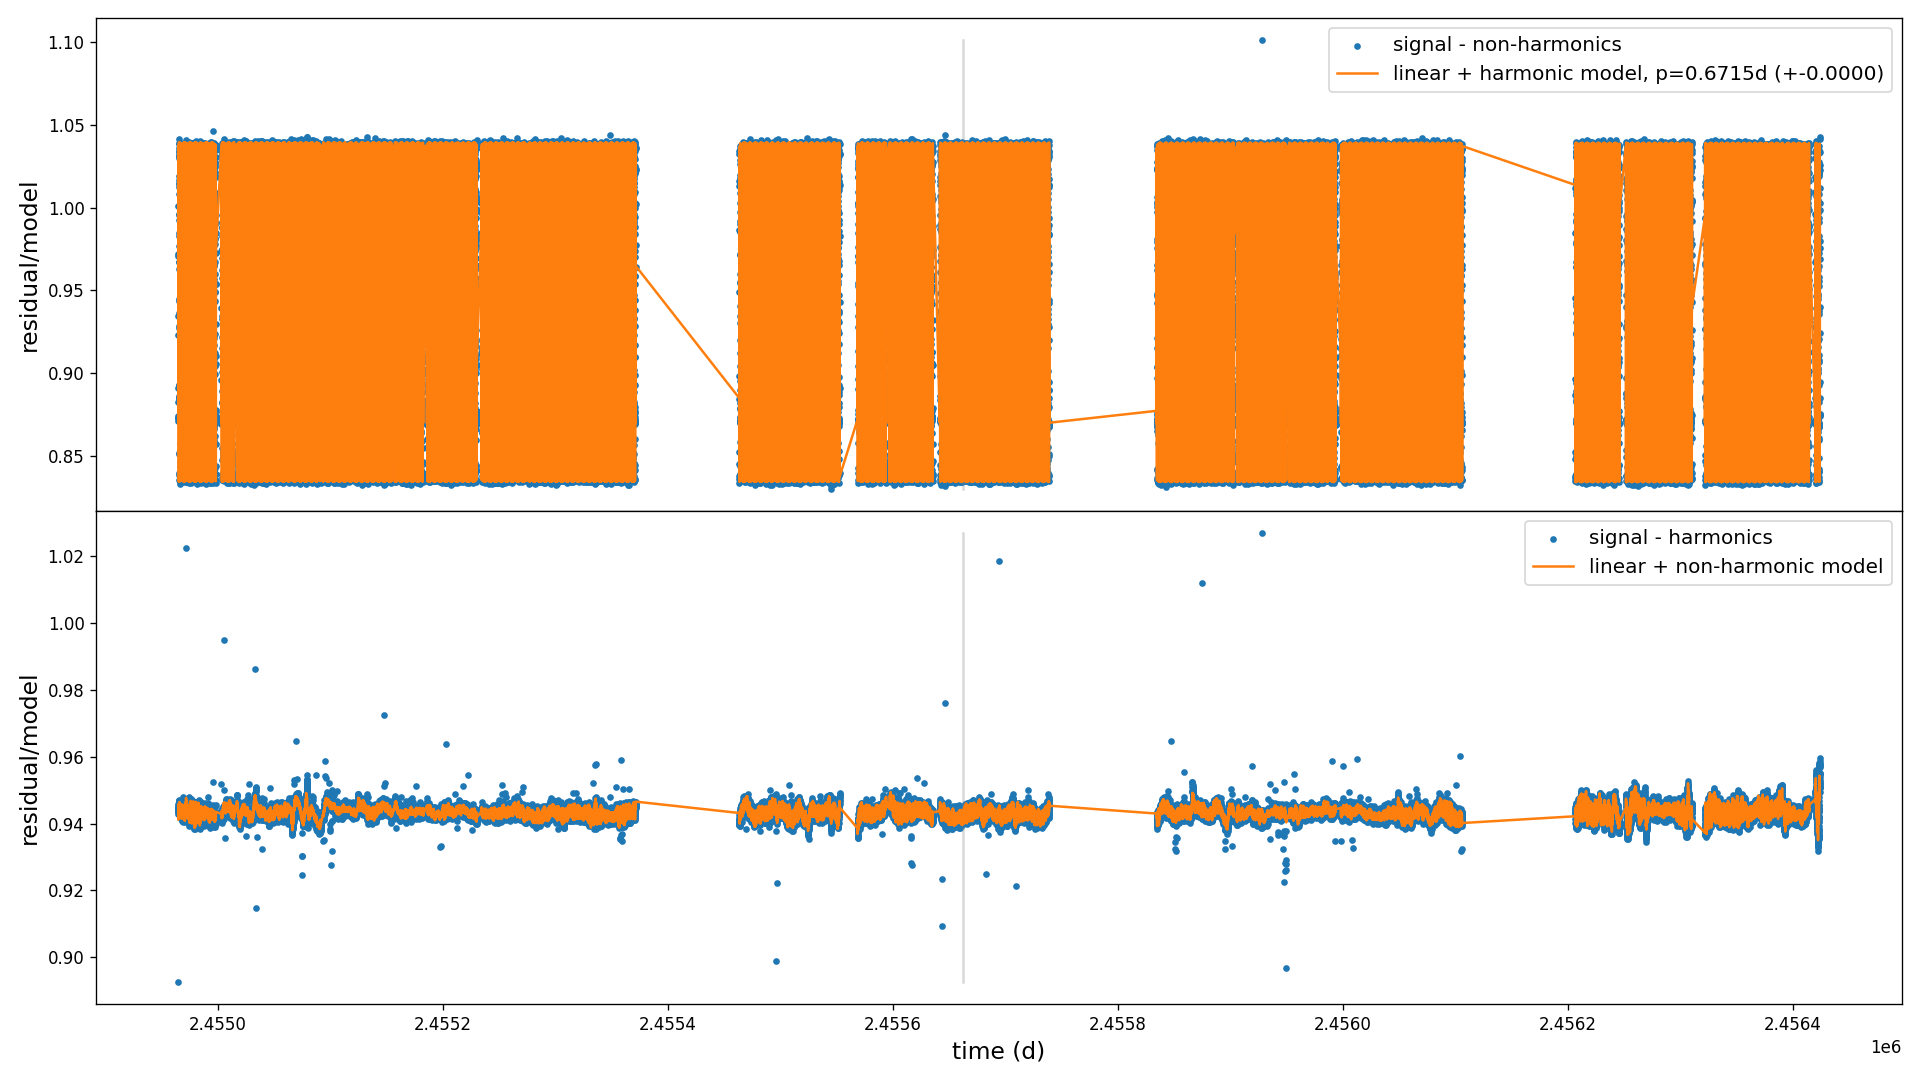 signal - non-harmonics
linear + harmonic model, p=0.6715d (+-0.0000)
residual/model
1.10
1.05
1.00
0.95
0.90
0.85
signal - harmonics
linear + non-harmonic model
residual/model
1.02
1.00
0.98
0.96
0.94
0.92
0.90
2.4550 2.4552 2.4554 2.4556 2.4558 2.4560 2.4562 2.4564
1e6
time (d)